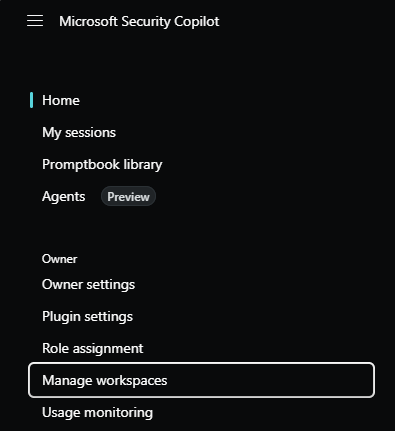 Microsoft Security Copilot
Home
My sessions
Promptbook library
Agents Preview
Owner
Owner settings
Plugin settings
Role assignment
Manage workspaces
Usage monitoring